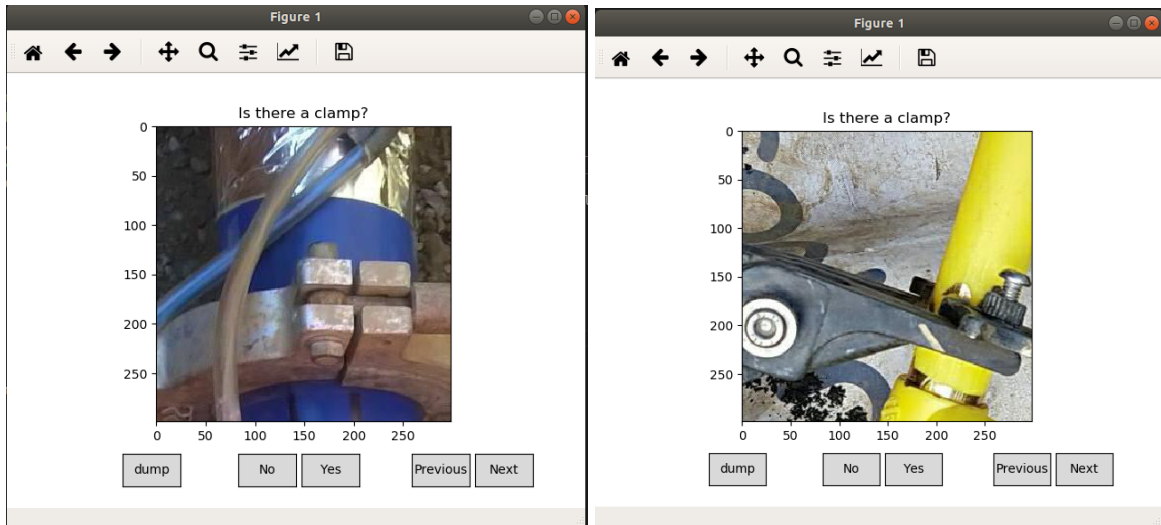 Figure 1
Is there a clamp?
0
50
100
150
200
250
0 50 100 150 200 250
dump No Yes Previous Next
Figure 1
Is there a clamp?
0
50
100
150
200
250
0 50 100 150 200 250
dump No Yes Previous Next